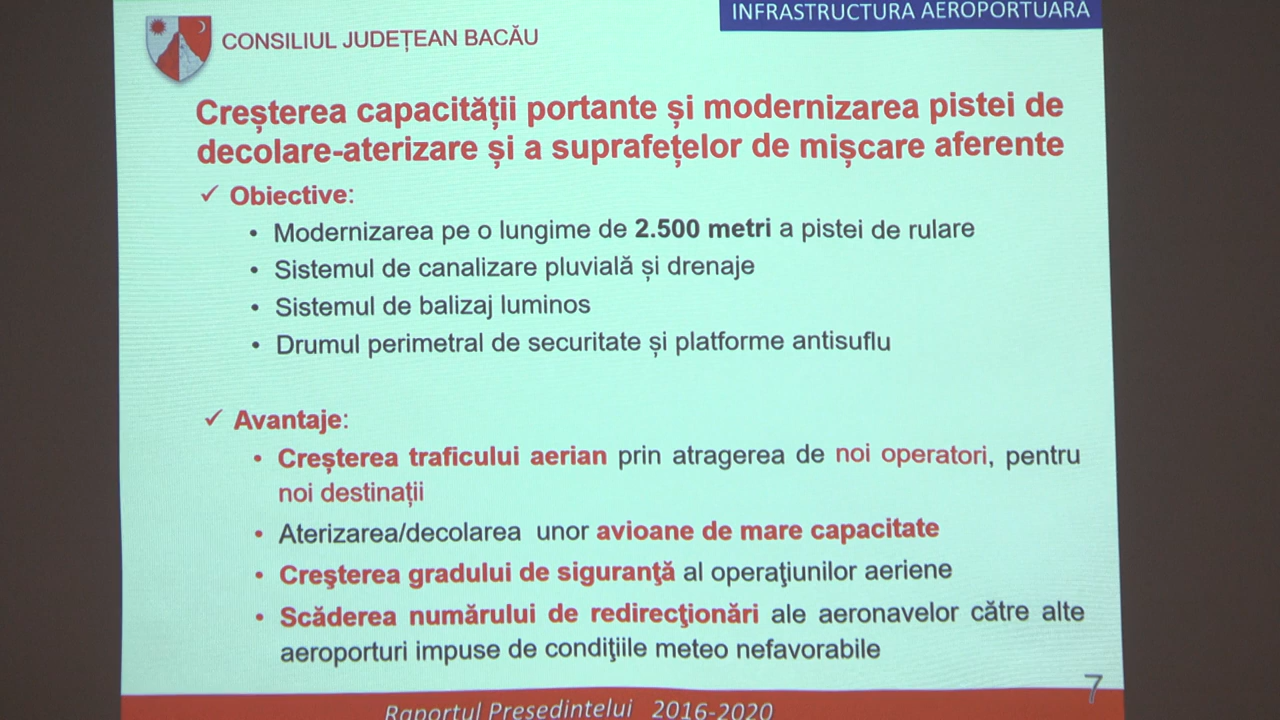 INFRASTRUCTURA AEROPORTUARĂ
CONSILIUL JUDEȚEAN BACĂU
Creșterea capacității portante și modernizarea pistei de
decolare-aterizare și a suprafețelor de mișcare aferente
✓ Obiective:
• Modernizarea pe o lungime de 2.500 metri a pistei de rulare
• Sistemul de canalizare pluvială și drenaje
• Sistemul de balizaj luminos
• Drumul perimetral de securitate și platforme antisuflu
✓ Avantaje:
• Creșterea traficului aerian prin atragerea de noi operatori, pentru
noi destinații
• Aterizarea/decolarea unor avioane de mare capacitate
• Creşterea gradului de siguranţă al operaţiunilor aeriene
• Scăderea numărului de redirecţionări ale aeronavelor către alte
aeroporturi impuse de condiţiile meteo nefavorabile
7
Raportul Președintelui 2016-2020